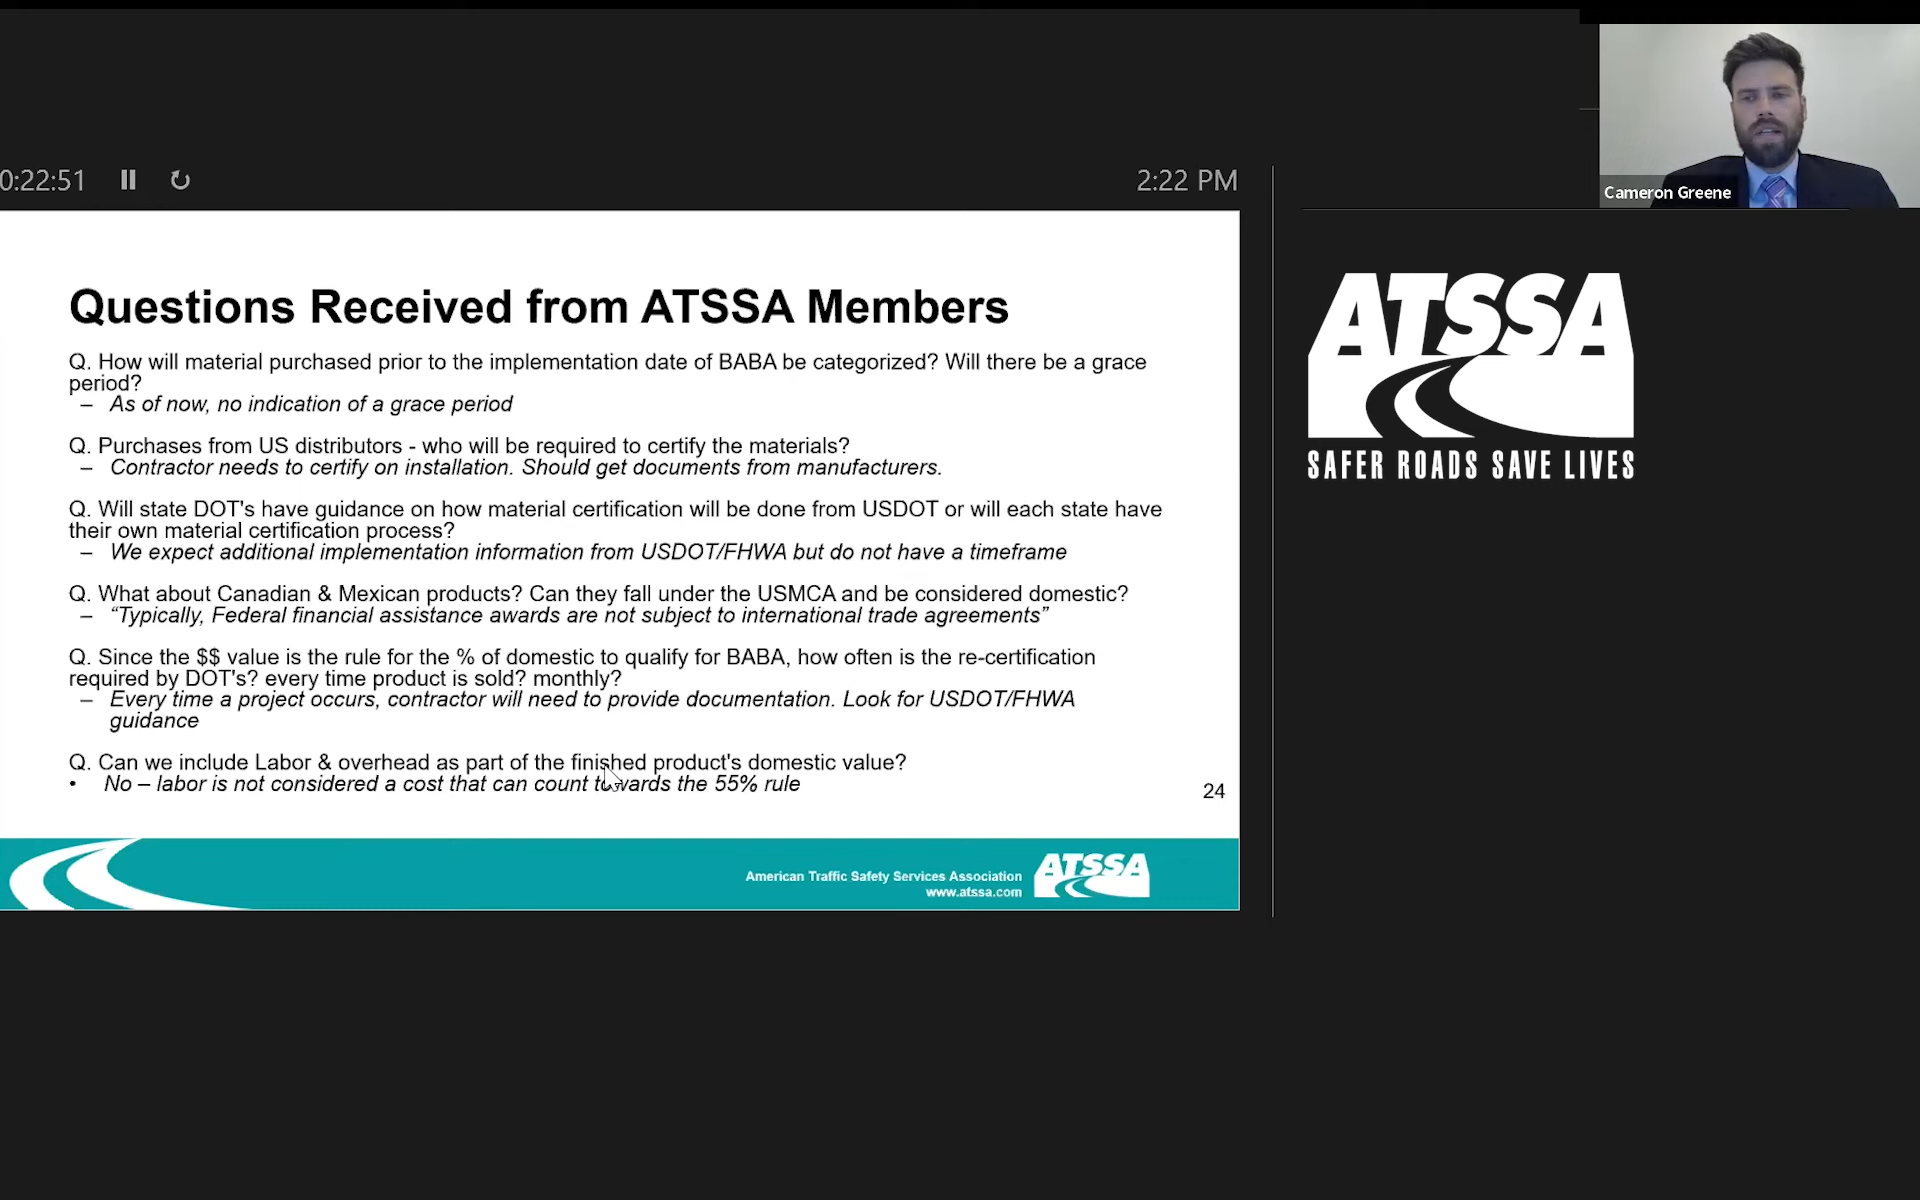 0:22:51
2:22 PM
Cameron Greene
Questions Received from ATSSA Members
Q. How will material purchased prior to the implementation date of BABA be categorized? Will there be a grace
period?
– As of now, no indication of a grace period
Q. Purchases from US distributors - who will be required to certify the materials?
– Contractor needs to certify on installation. Should get documents from manufacturers.
Q. Will state DOT's have guidance on how material certification will be done from USDOT or will each state have
their own material certification process?
– We expect additional implementation information from USDOT/FHWA but do not have a timeframe
Q. What about Canadian & Mexican products? Can they fall under the USMCA and be considered domestic?
– “Typically, Federal financial assistance awards are not subject to international trade agreements”
Q. Since the $$ value is the rule for the % of domestic to qualify for BABA, how often is the re-certification
required by DOT's? every time product is sold? monthly?
– Every time a project occurs, contractor will need to provide documentation. Look for USDOT/FHWA
guidance
Q. Can we include Labor & overhead as part of the finished product's domestic value?
• No – labor is not considered a cost that can count towards the 55% rule
24
American Traffic Safety Services Association
www.atssa.com
ATSSA
ATSSA
SAFER ROADS SAVE LIVES